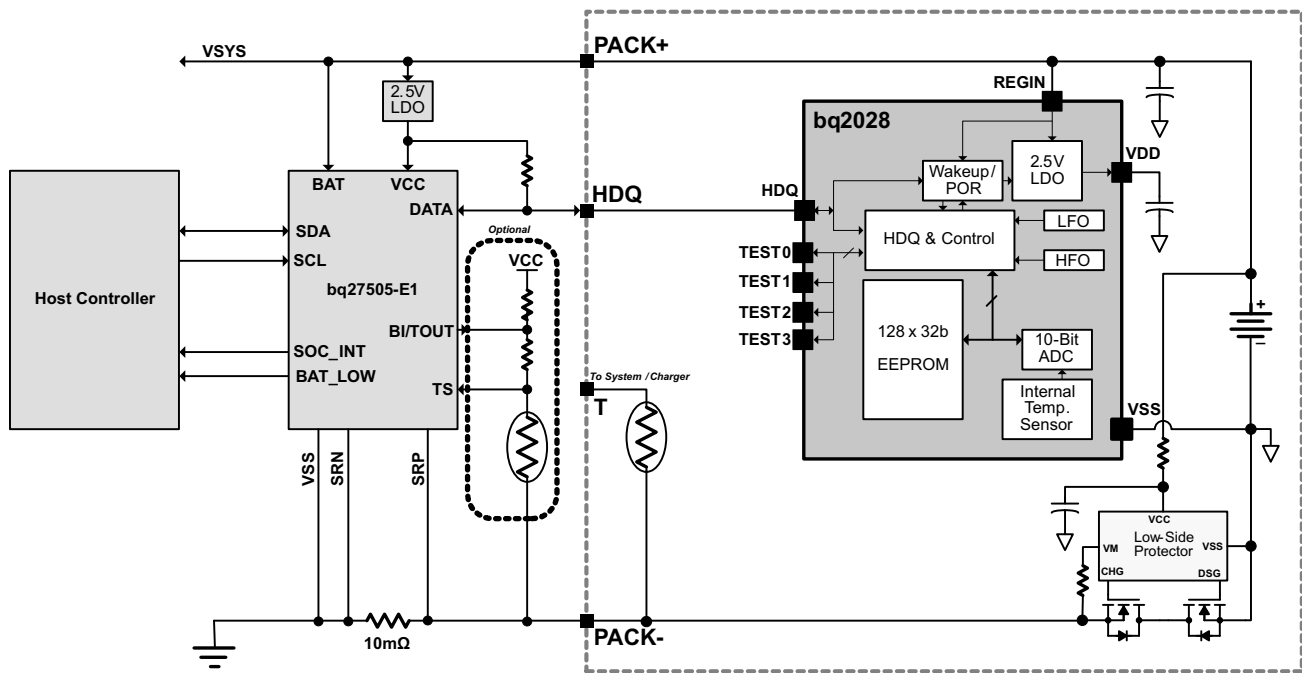 PACK+
VSYS
REGIN
2.5V
LDO
bq2028
BAT
VCC
Wakeup/
POR
2.5V
LDO
VDD
HDQ
HDQ
DATA
Optional
LFO
SDA
HDQ & Control
TEST0
VCC
SCL
HFO
TEST1
Host Controller
bq27505-E1
+
TEST2
BI/TOUT
128 x 32b
EEPROM
TEST3
10-Bit
ADC
–
SOC_INT
BAT_LOW
To System /Charger
TS
T
Internal
Temp.
Sensor
VSS
VSS
SRN
SRP
VCC
Low-Side
Protector
VM
VSS
CHG
DSG
10mΩ
PACK-